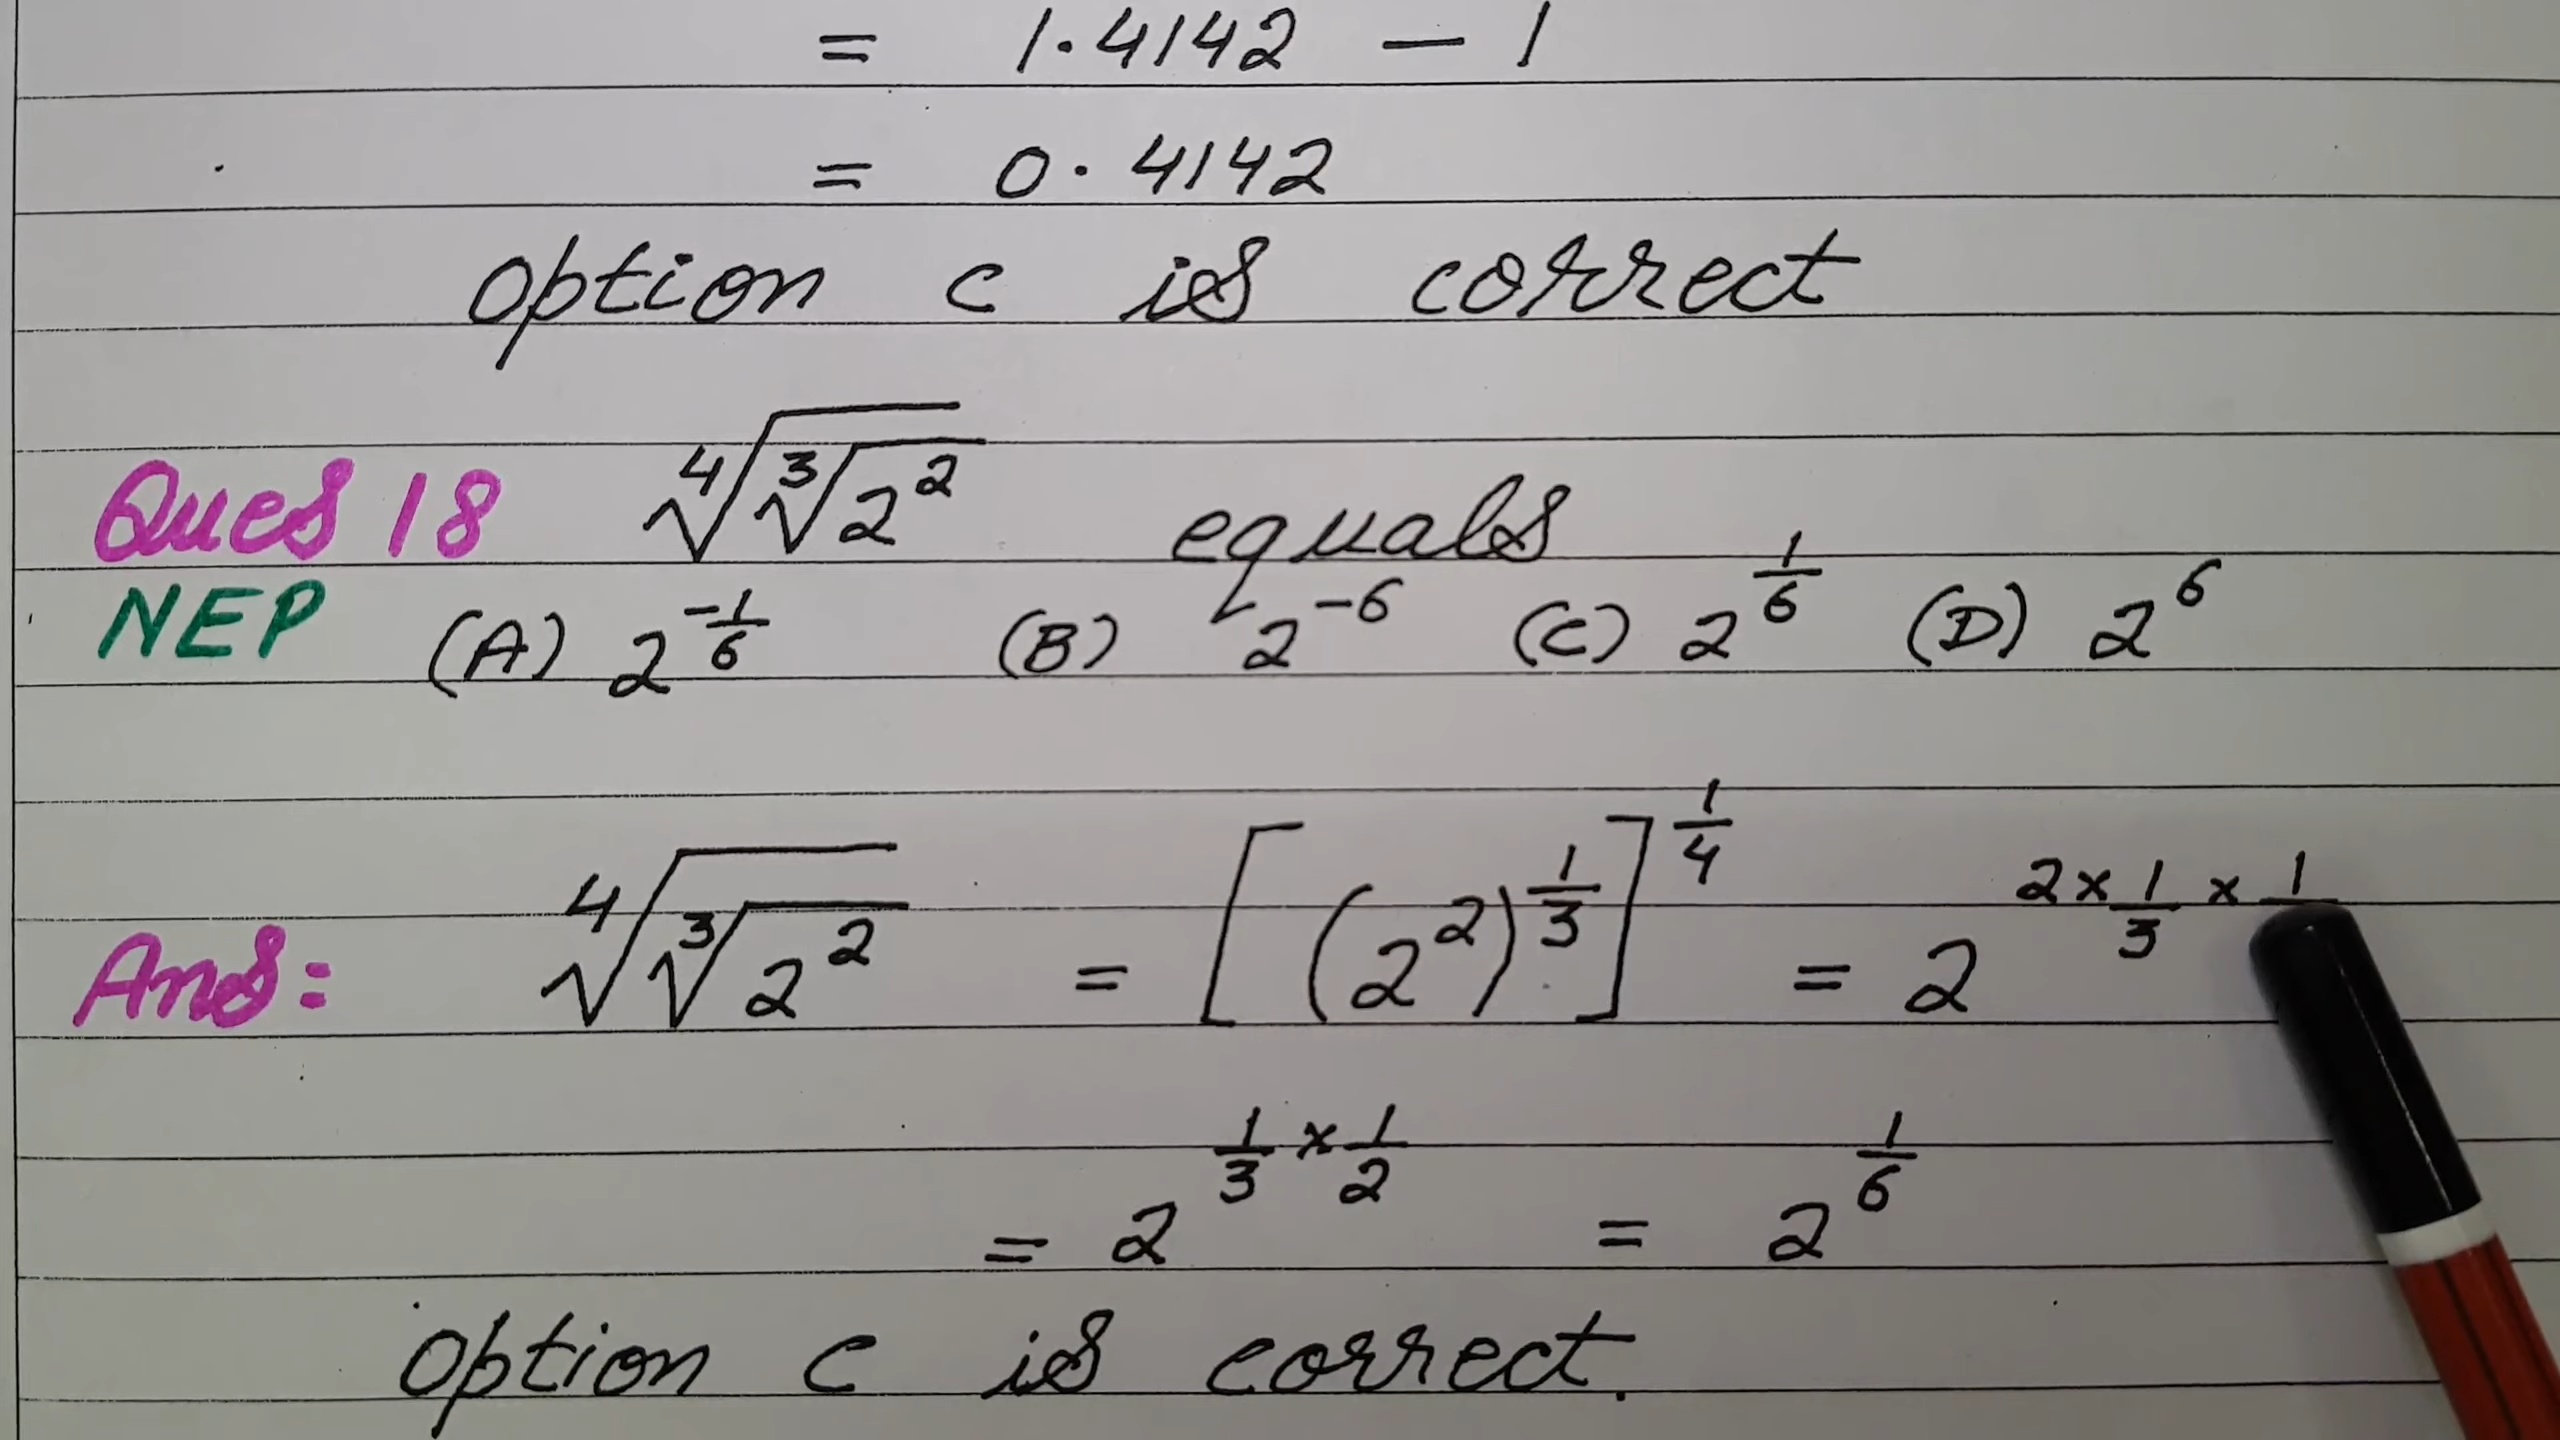 = 1.4142 − 1
= 0.4142
option c is correct
Ques 18 ⁴√(³√(2²)) equals
NEP (A) 2^(-1/6) (B) 2^(-6) (C) 2^(1/6) (D) 2^6
Ans: ⁴√(³√(2²)) = [(2²)^(1/3)]^(1/4) = 2^(2 × 1/3 × 1/
= 2^(1/3 × 1/2) = 2^(1/6)
option c is correct.